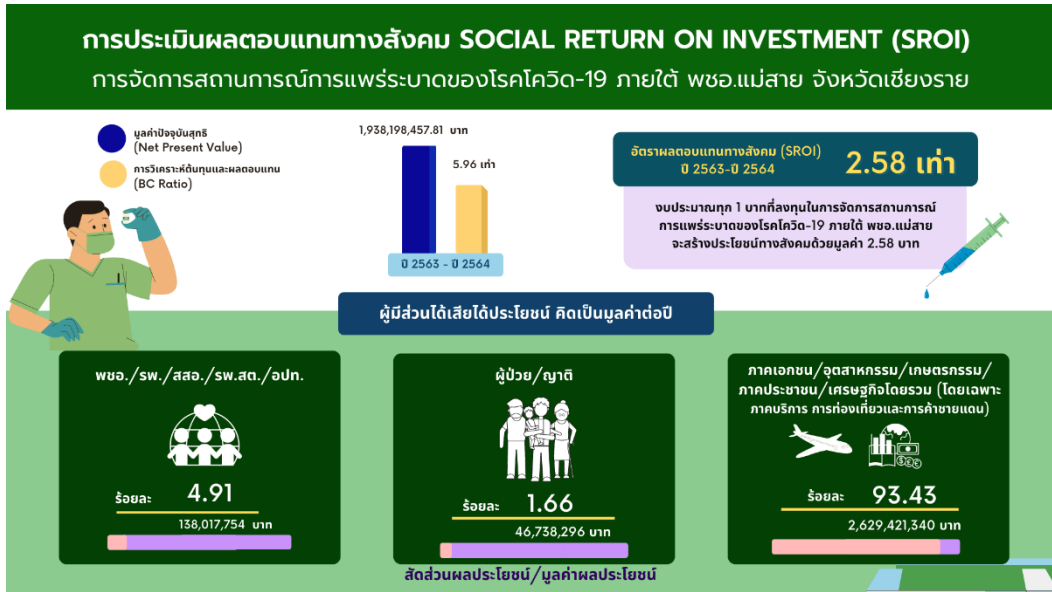 การประเมินผลตอบแทนทางสังคม SOCIAL RETURN ON INVESTMENT (SROI)
การจัดการสถานการณ์การแพร่ระบาดของโรคโควิด-19 ภายใต้ พชอ.แม่สาย จังหวัดเชียงราย
มูลค่าปัจจุบันสุทธิ
(Net Present Value)
การวิเคราะห์ต้นทุนและผลตอบแทน
(BC Ratio)
1,938,198,457.81 บาท
5.96 เท่า
ปี 2563 - ปี 2564
อัตราผลตอบแทนทางสังคม (SROI)
ปี 2563-ปี 2564
2.58 เท่า
งบประมาณทุก 1 บาทที่ลงทุนในการจัดการสถานการณ์
การแพร่ระบาดของโรคโควิด-19 ภายใต้ พชอ.แม่สาย
จะสร้างประโยชน์ทางสังคมด้วยมูลค่า 2.58 บาท
ผู้มีส่วนได้เสียได้ประโยชน์ คิดเป็นมูลค่าต่อปี
พชอ./รพ./สสอ./รพ.สต./อปท.
ร้อยละ 4.91
138,017,754 บาท
ผู้ป่วย/ญาติ
ร้อยละ 1.66
46,738,296 บาท
ภาคเอกชน/อุตสาหกรรม/เกษตรกรรม/
ภาคประชาชน/เศรษฐกิจโดยรวม (โดยเฉพาะ
ภาคบริการ การท่องเที่ยวและการค้าชายแดน)
ร้อยละ 93.43
2,629,421,340 บาท
สัดส่วนผลประโยชน์/มูลค่าผลประโยชน์